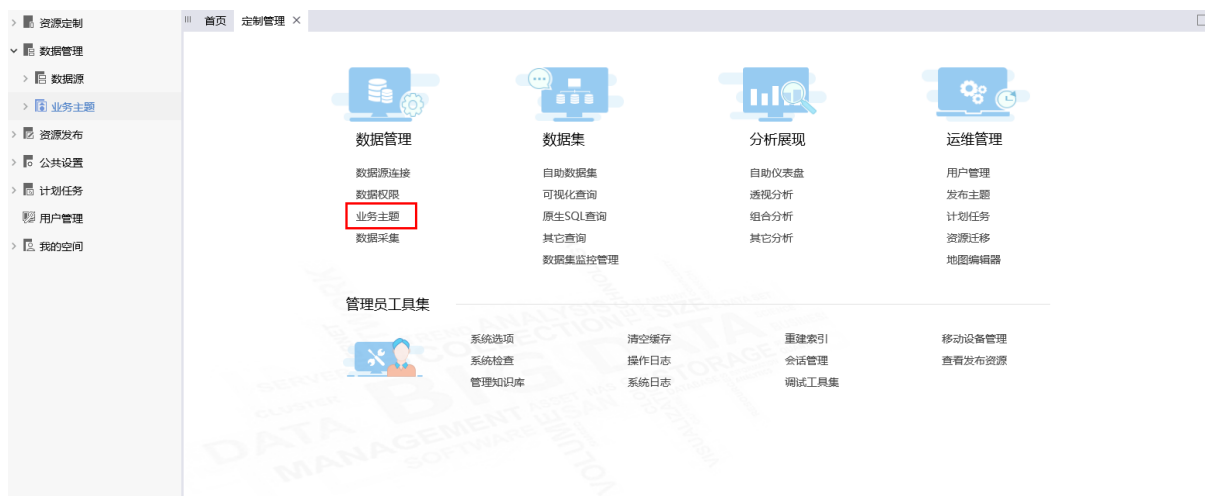 资源定制
数据管理
数据源
业务主题
资源发布
公共设置
计划任务
用户管理
我的空间
首页 定制管理 ×
数据管理 数据集 分析展现 运维管理
数据源连接 自助数据集 自助仪表盘 用户管理
数据权限 可视化查询 透视分析 发布主题
业务主题 原生SQL查询 组合分析 计划任务
数据采集 其它查询 其它分析 资源迁移
数据集监控管理 地图编辑器
管理员工具集
系统选项 清空缓存 重建索引 移动设备管理
系统检查 操作日志 会话管理 查看发布资源
管理知识库 系统日志 调试工具集
BIG DATA
DATA
MANAGEMENT
SOFTWARE
VOLUME
CLUSTER
ANALYSIS
SIZE
STORAGE